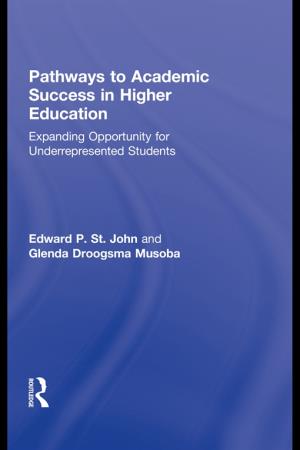 Pathways to Academic
Success in Higher
Education
Expanding Opportunity for
Underrepresented Students
Edward P. St. John and
Glenda Droogsma Musoba
ROUTLEDGE